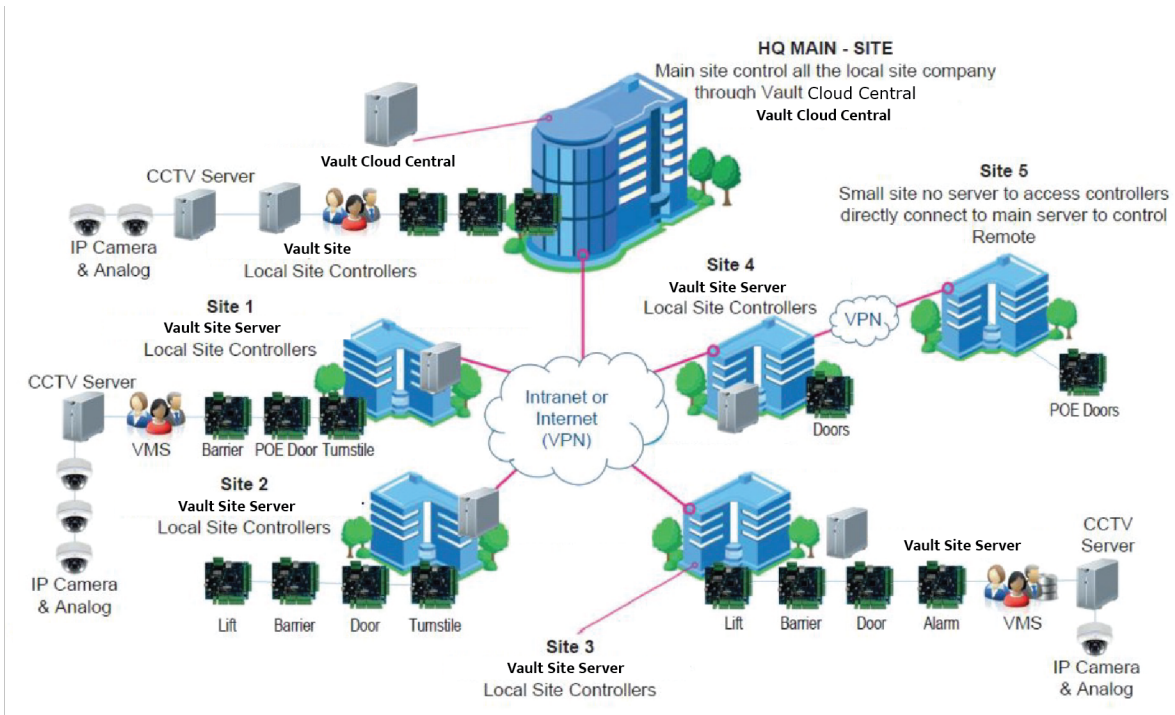 HQ MAIN - SITE
Main site control all the local site company
through Vault Cloud Central
Vault Cloud Central
Vault Cloud Central
CCTV Server
IP Camera
& Analog
Vault Site
Local Site Controllers
Site 5
Small site no server to access controllers
directly connect to main server to control
Remote
Site 4
Vault Site Server
Local Site Controllers
VPN
POE Doors
Doors
Site 1
Vault Site Server
Local Site Controllers
CCTV Server
VMS
Barrier
POE Door
Turnstile
IP Camera
& Analog
Intranet or
Internet
(VPN)
Site 2
Vault Site Server
Local Site Controllers
Lift
Barrier
Door
Turnstile
Vault Site Server
CCTV
Server
Lift
Barrier
Door
Alarm
VMS
IP Camera
& Analog
Site 3
Vault Site Server
Local Site Controllers